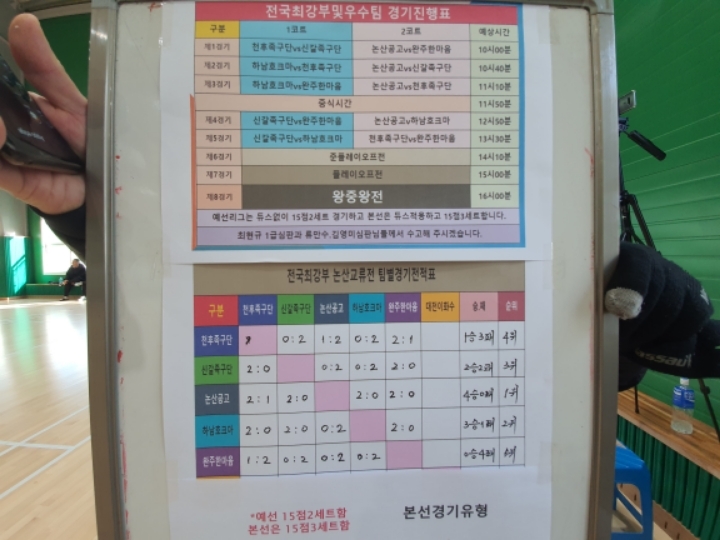 전국최강부및우수팀 경기진행표
구분 1코트 2코트 예상시간
제1경기 전후족구단vs신갈족구단 논산공고vs완주한마음 10시00분
제2경기 하남호크마vs전후족구단 논산공고vs신갈족구단 10시40분
제3경기 하남호크마vs완주한마음 논산공고vs전후족구단 11시10분
중식시간 11시50분
제4경기 신갈족구단vs완주한마음 논산공고v하남호크마 12시50분
제5경기 신갈족구단vs하남호크마 전후족구단vs완주한마음 13시30분
제6경기 준플레이오프전 14시10분
제7경기 플레이오프전 15시00분
제8경기 왕중왕전 16시00분
예선리그는 듀스없이 15점2세트 경기하고 본선은 듀스적용하고 15점3세트합니다.
최현규 1급심판과 류만수,김영미심판님들께서 수고해 주시겠습니다.
전국최강부 논산교류전 팀별경기전적표
구분 전후족구단 신갈족구단 논산공고 하남호크마 완주한마음 대전이화수 승,패 순위
전후족구단 0:2 1:2 0:2 2:1 1승3패 4위
신갈족구단 2:0 0:2 0:2 2:0 2승2패 3위
논산공고 2:1 2:0 2:0 2:0 4승0패 1위
하남호크마 2:0 2:0 0:2 2:0 3승1패 2위
완주한마음 1:2 0:2 0:2 0:2 0승4패
*예선 15점2세트함
본선은 15점3세트함
본선경기유형